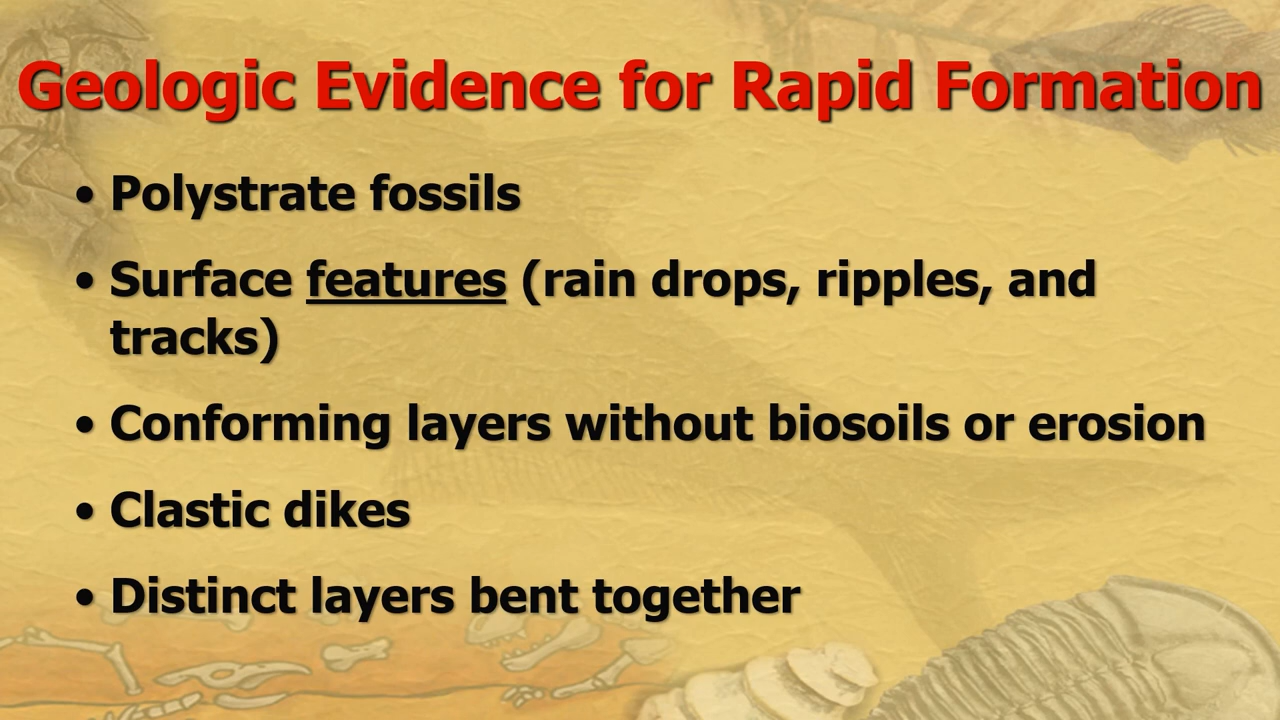 Geologic Evidence for Rapid Formation
• Polystrate fossils
• Surface features (rain drops, ripples, and
tracks)
• Conforming layers without biosoils or erosion
• Clastic dikes
• Distinct layers bent together